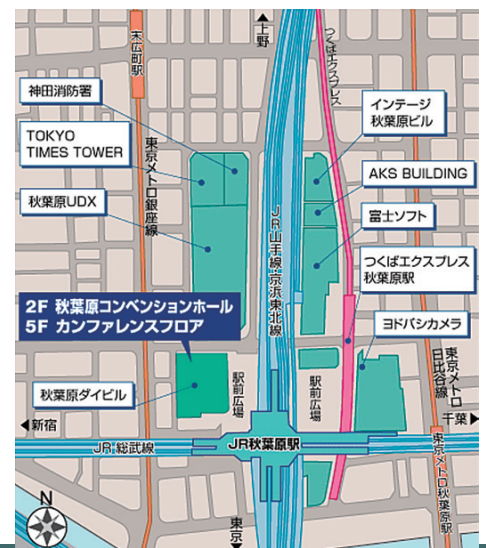 ▲上野
末広町駅
つくばエクスプレス
神田消防署
インテージ
秋葉原ビル
TOKYO
TIMES TOWER
東京メトロ銀座線
AKS BUILDING
秋葉原UDX
JR山手線・京浜東北線
富士ソフト
つくばエクスプレス
秋葉原駅
2F 秋葉原コンベンションホール
5F カンファレンスフロア
ヨドバシカメラ
秋葉原ダイビル
駅前広場
駅前広場
東京メトロ
日比谷線
◀新宿
千葉▶
JR 総武線
JR秋葉原駅
東京メトロ秋葉原駅
N
東京▼